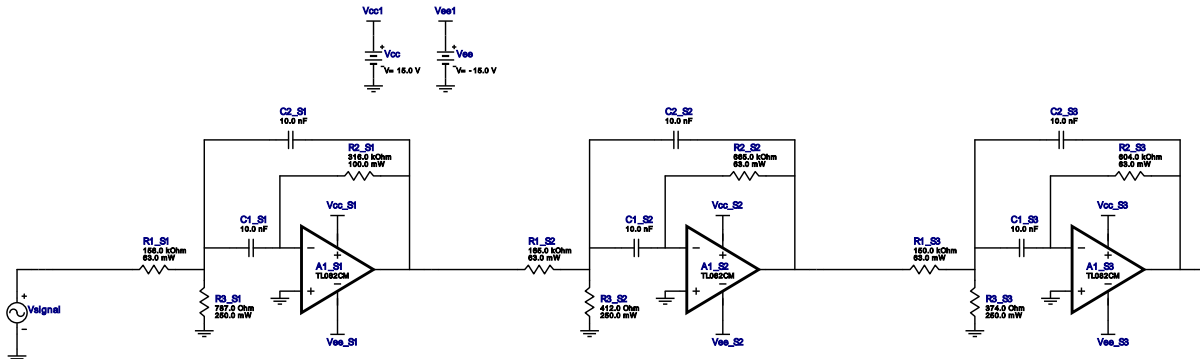 Vcc1
Vee1
Vcc
V= 15.0 V
Vee
V= -15.0 V
C2_S1
10.0 nF
R2_S1
316.0 kOhm
100.0 mW
C1_S1
10.0 nF
Vcc_S1
R1_S1
158.0 kOhm
63.0 mW
A1_S1
TL082CM
R3_S1
787.0 Ohm
250.0 mW
Vee_S1
Vsignal
C2_S2
10.0 nF
R2_S2
665.0 kOhm
63.0 mW
C1_S2
10.0 nF
Vcc_S2
R1_S2
165.0 kOhm
63.0 mW
A1_S2
TL082CM
R3_S2
412.0 Ohm
250.0 mW
Vee_S2
C2_S3
10.0 nF
R2_S3
604.0 kOhm
63.0 mW
C1_S3
10.0 nF
Vcc_S3
R1_S3
150.0 kOhm
63.0 mW
A1_S3
TL082CM
R3_S3
374.0 Ohm
250.0 mW
Vee_S3